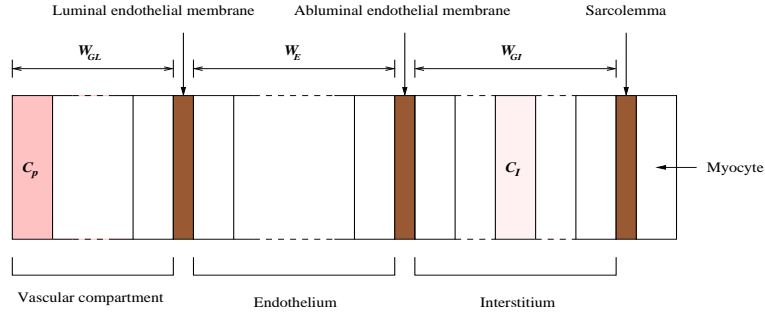 Luminal endothelial membrane
Abluminal endothelial membrane
Sarcolemma
W_GL
W_E
W_GI
C_p
C_I
Myocyte
Vascular compartment
Endothelium
Interstitium